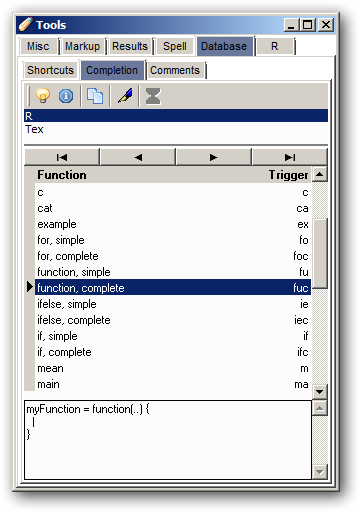 Tools
Misc Markup Results Spell Database R
Shortcuts Completion Comments
R
Tex
Function Trigger
c c
cat ca
example ex
for, simple fo
for, complete foc
function, simple fu
function, complete fuc
ifelse, simple ie
ifelse, complete iec
if, simple if
if, complete ifc
mean m
main ma
myFunction = function(..) {
|
}